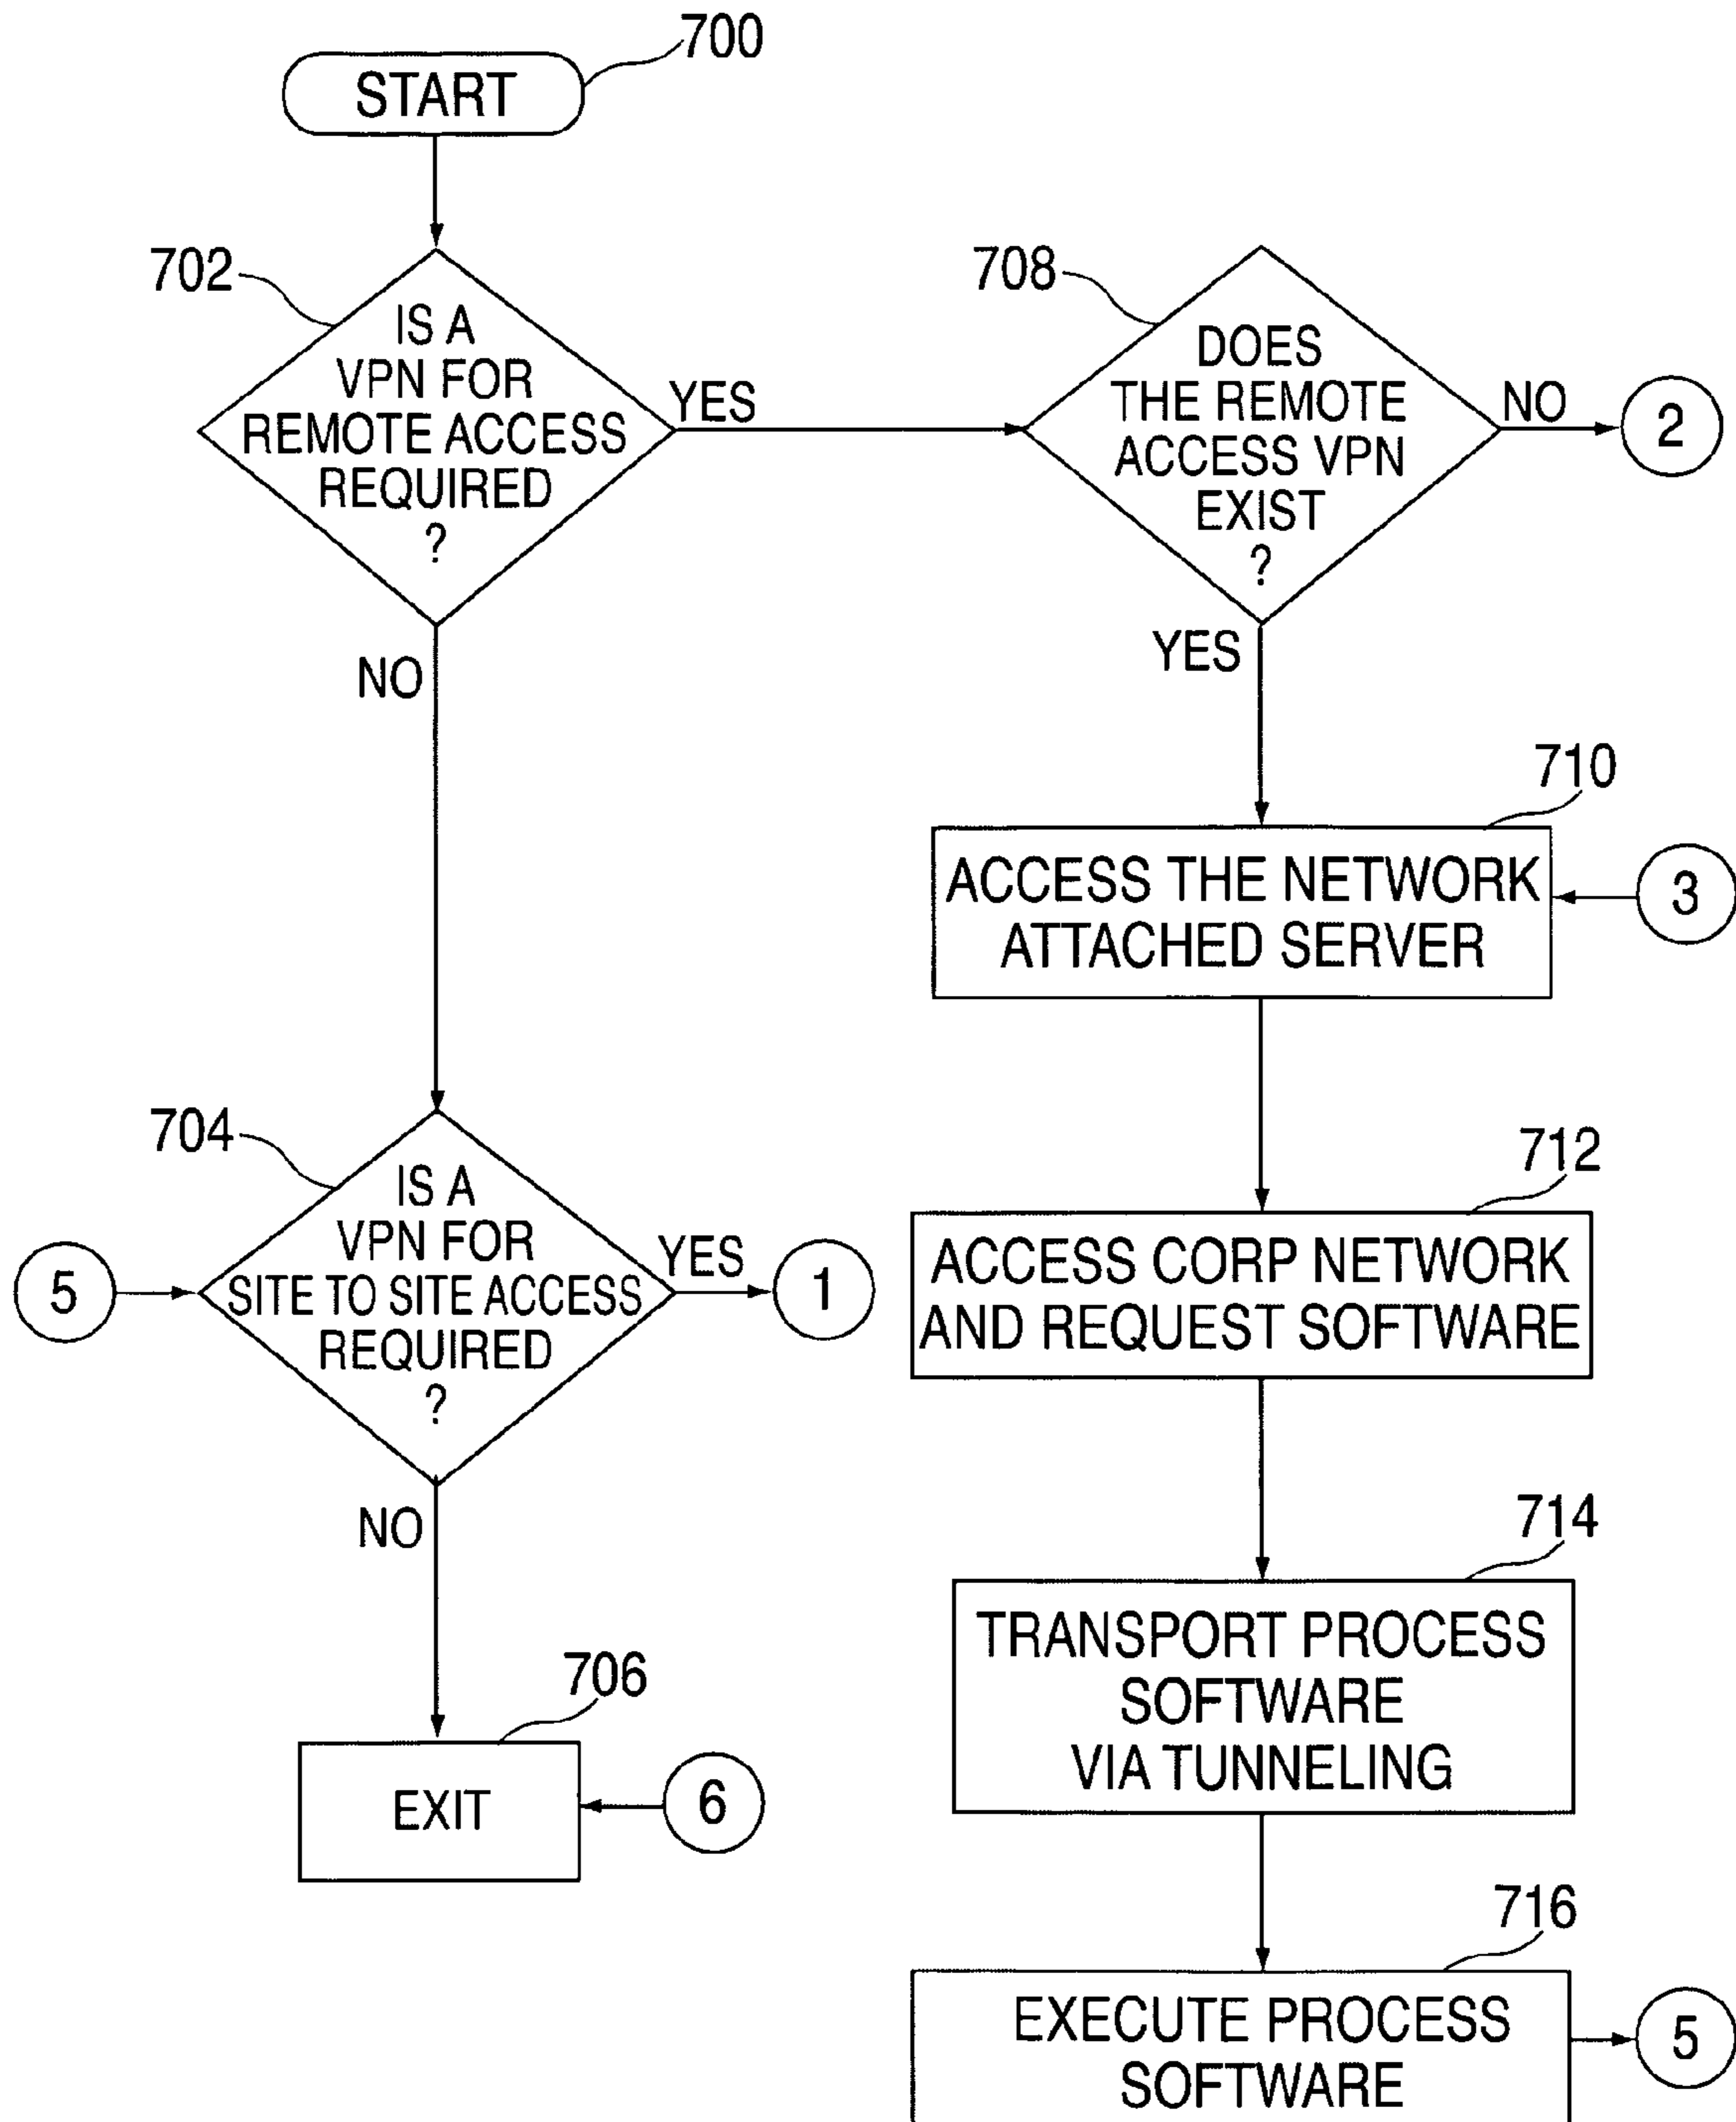 700
START
702
IS A
VPN FOR
REMOTE ACCESS
REQUIRED
?
YES
NO
708
DOES
THE REMOTE
ACCESS VPN
EXIST
?
NO
2
YES
710
ACCESS THE NETWORK
ATTACHED SERVER
3
704
IS A
VPN FOR
SITE TO SITE ACCESS
REQUIRED
?
5
YES
1
NO
712
ACCESS CORP NETWORK
AND REQUEST SOFTWARE
714
TRANSPORT PROCESS
SOFTWARE
VIA TUNNELING
706
EXIT
6
716
EXECUTE PROCESS
SOFTWARE
5